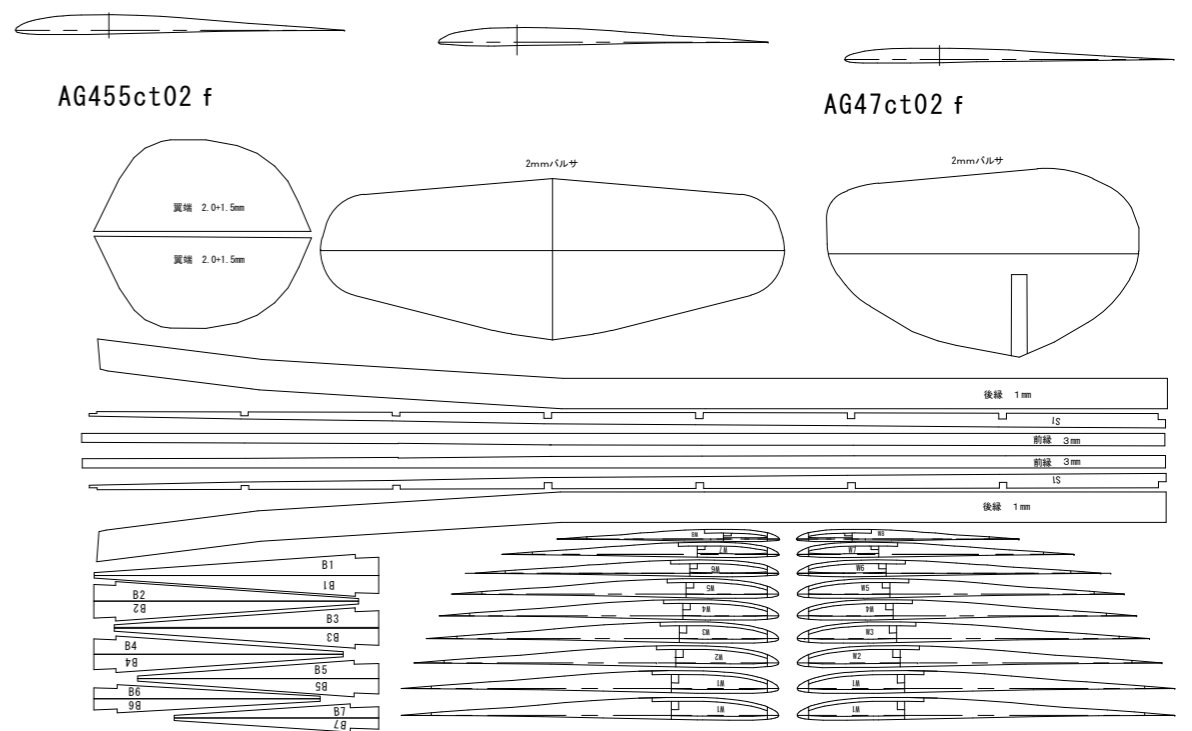 AG455ct02 f
AG47ct02 f
2mmバルサ
2mmバルサ
翼端 2.0+1.5mm
翼端 2.0+1.5mm
後縁 1mm
S1
前縁 3mm
前縁 3mm
S1
後縁 1mm
W8
W8
W7
W7
W6
W6
W5
W5
W4
W4
W3
W3
W2
W2
W1
W1
W1
W1
B1
B1
B2
B2
B3
B3
B4
B4
B5
B5
B6
B6
B7
B7